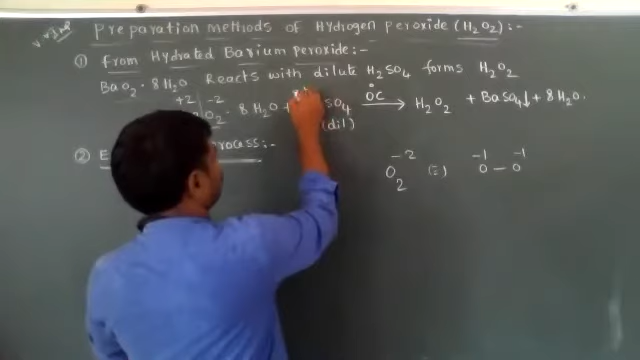 Preparation methods of Hydrogen peroxide (H₂O₂) :-
① from Hydrated Barium peroxide :-
BaO₂ · 8H₂O Reacts with dilute H₂SO₄ forms H₂O₂
+2 -2
O₂ · 8H₂O + SO₄ 0°C → H₂O₂ + BaSO₄↓ + 8H₂O.
(dil)
② E rocess :-
O₂⁻² (≡) O⁻¹ — O⁻¹